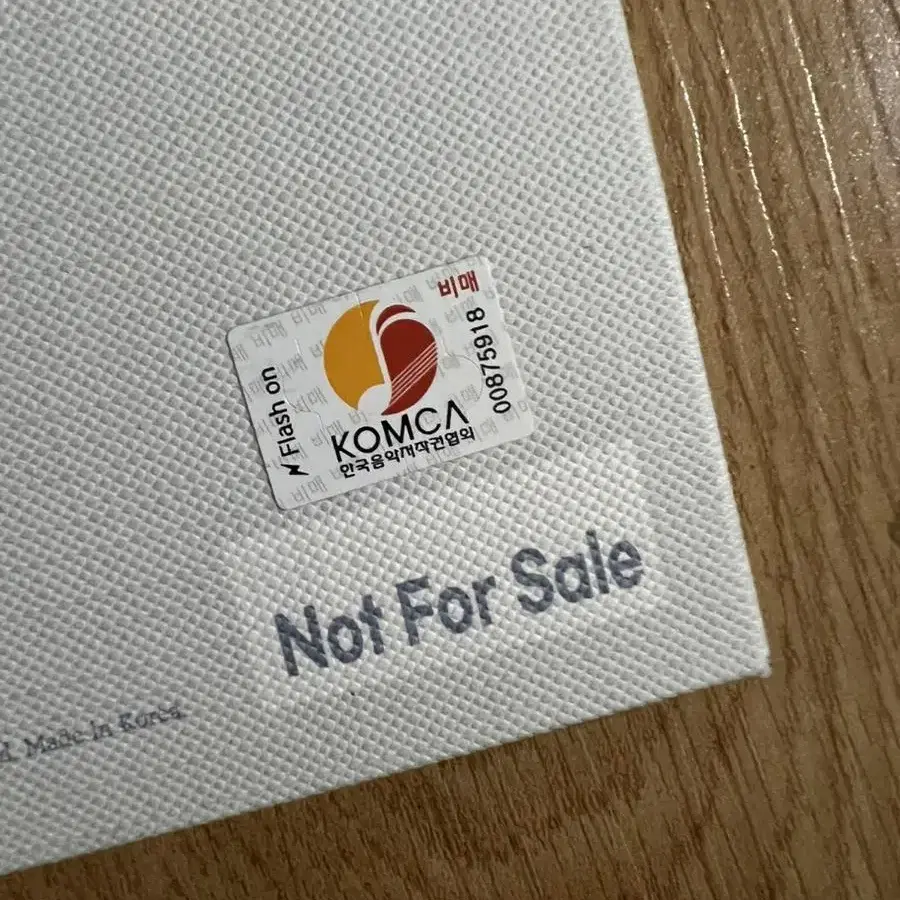 비매
Flash on
00875918
KOMCA
한국음악저작권협회
Not For Sale
Made in Korea